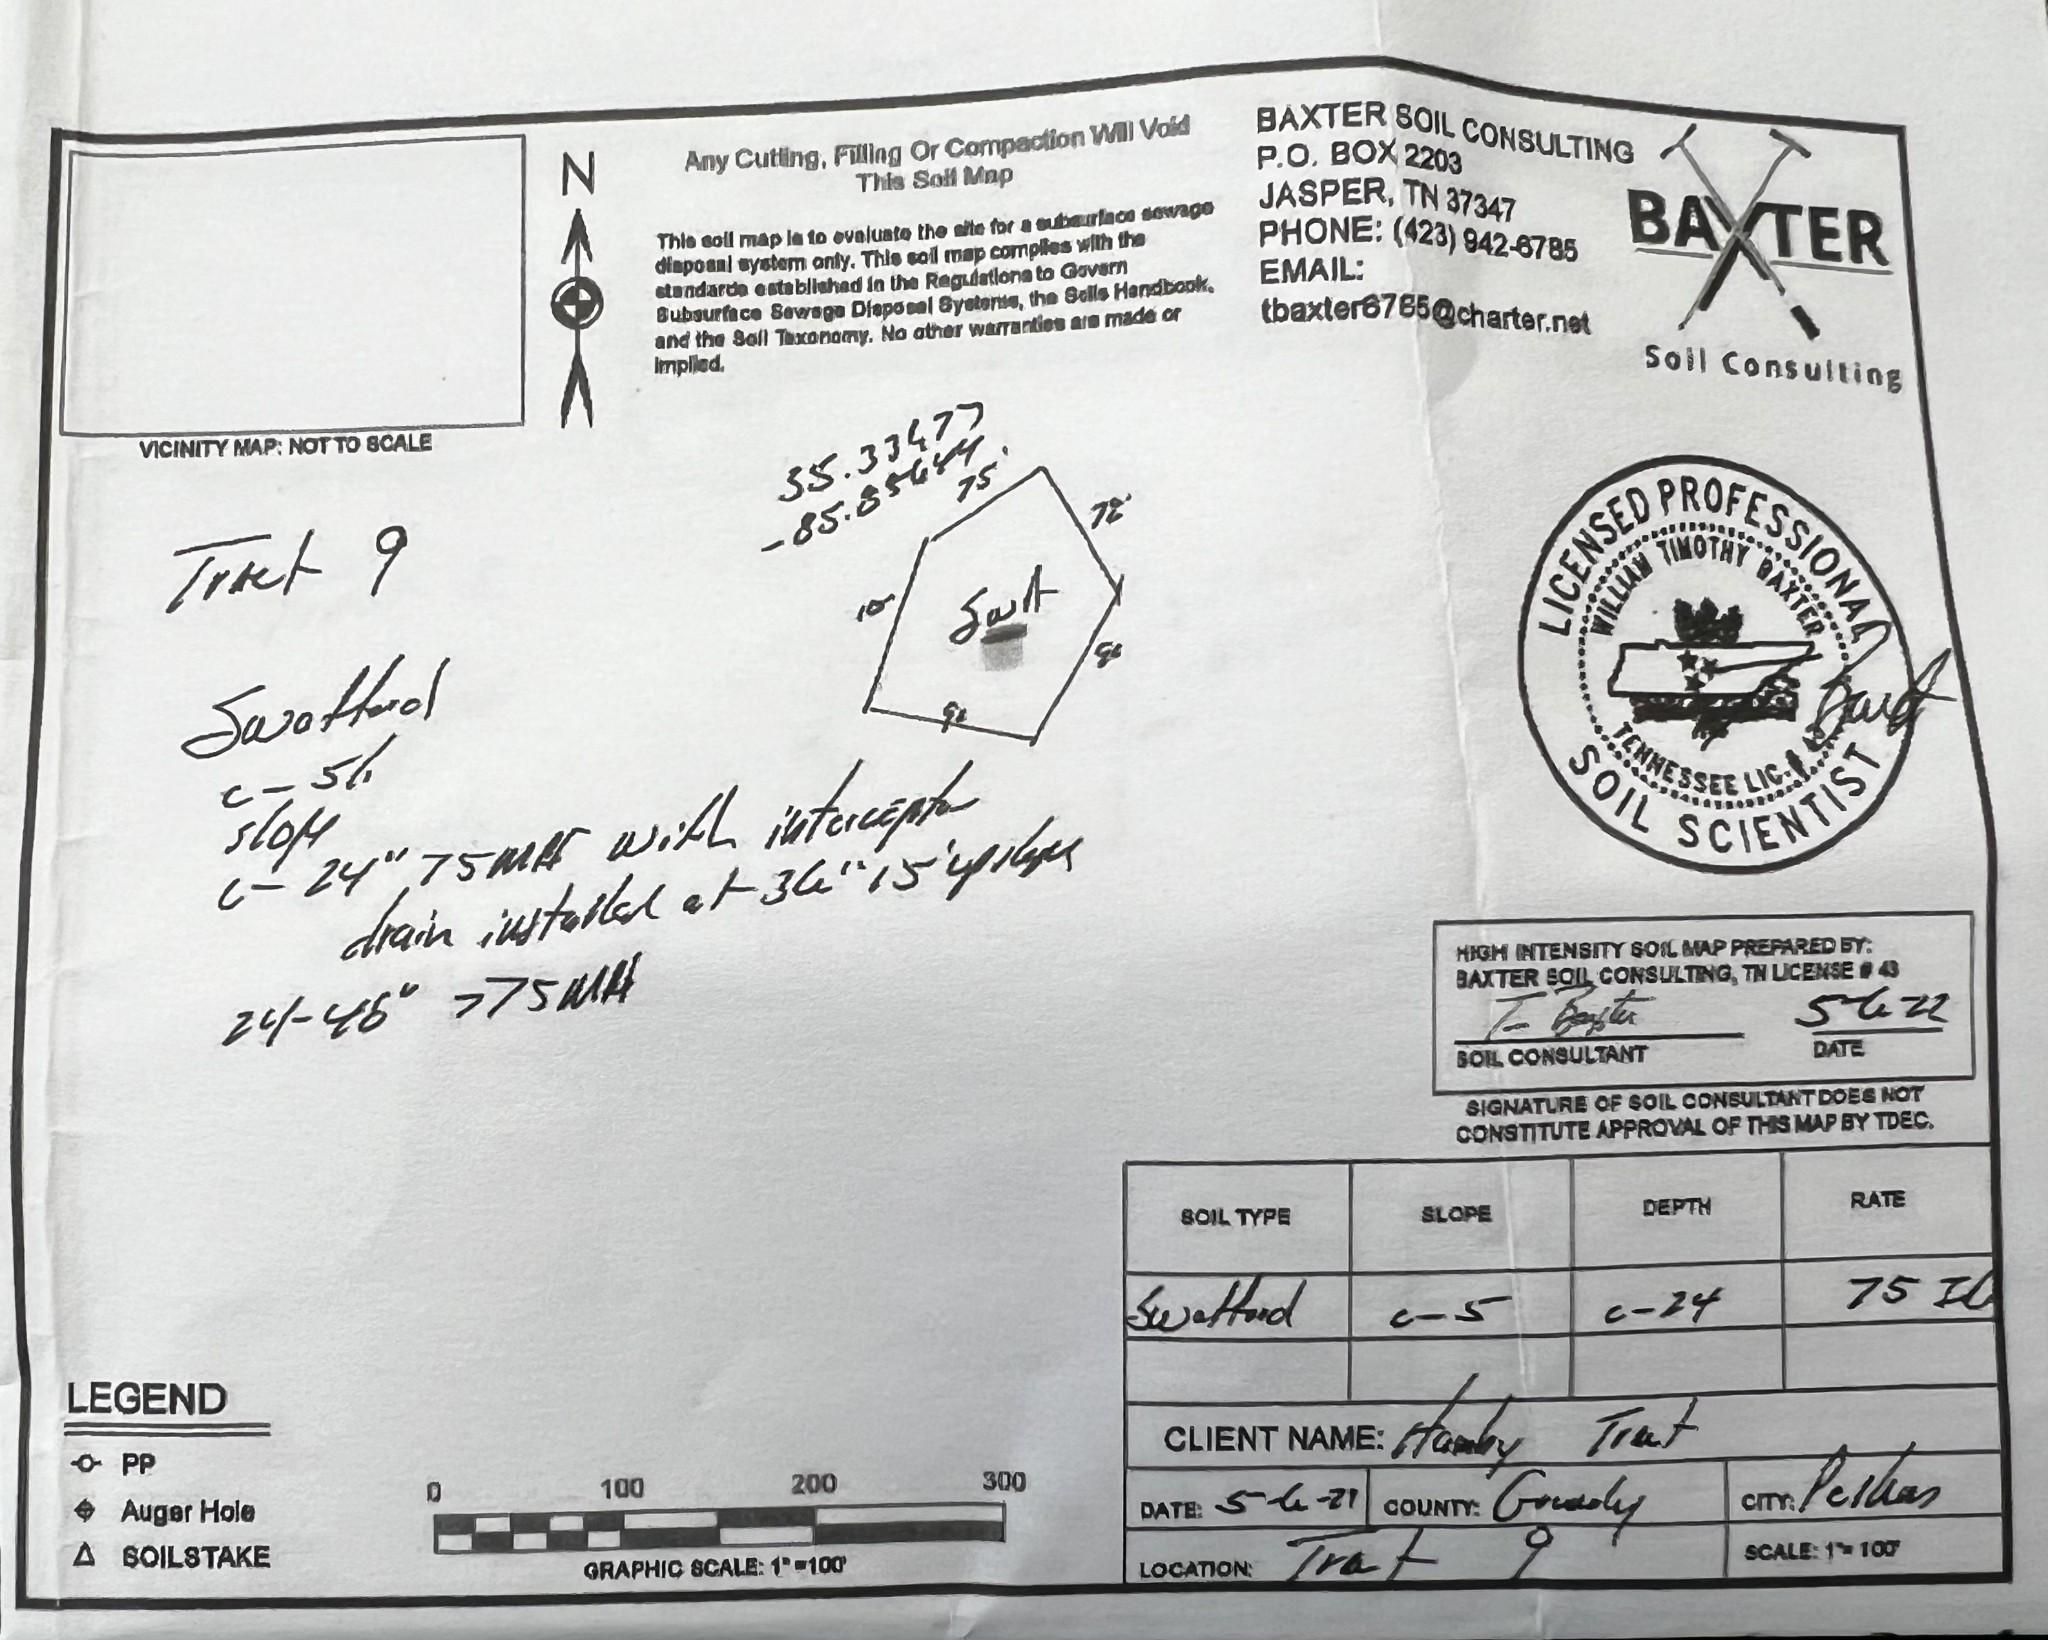 Any Cutting, Filling Or Compaction Will Void
This Soil Map
This soil map is to evaluate the site for a subsurface sewage
disposal system only. This soil map complies with the
standards established in the Regulations to Govern
Subsurface Sewage Disposal Systems, the Soils Handbook,
and the Soil Taxonomy. No other warranties are made or
implied.
BAXTER SOIL CONSULTING
P.O. BOX 2203
JASPER, TN 37347
PHONE: (423) 942-6785
EMAIL:
tbaxter6785@charter.net
BAXTER
Soil Consulting
N
VICINITY MAP: NOT TO SCALE
35.33477
75'
72'
90
90
Tract 9
LICENSED PROFESSIONAL
WILLIAM TIMOTHY BAXTER
TENNESSEE LIC.
SOIL SCIENTIST
Swafford
slope
24" 75 MPI with interceptor
drain installed at 36" 15' upslope
24-48" >75 MPI
HIGH INTENSITY SOIL MAP PREPARED BY:
BAXTER SOIL CONSULTING, TN LICENSE # 43
T- Baxter 5-6-22
SOIL CONSULTANT DATE
SIGNATURE OF SOIL CONSULTANT DOES NOT
CONSTITUTE APPROVAL OF THIS MAP BY TDEC.
SOIL TYPE SLOPE DEPTH RATE
Swafford 0-5 0-24 75
CLIENT NAME: Hamby Tract
DATE: 5-6-21 COUNTY: Grundy CITY: Pelham
LOCATION: Tract 9 SCALE: 1"= 100'
LEGEND
PP
Auger Hole
SOILSTAKE
0 100 200 300
GRAPHIC SCALE: 1"=100'